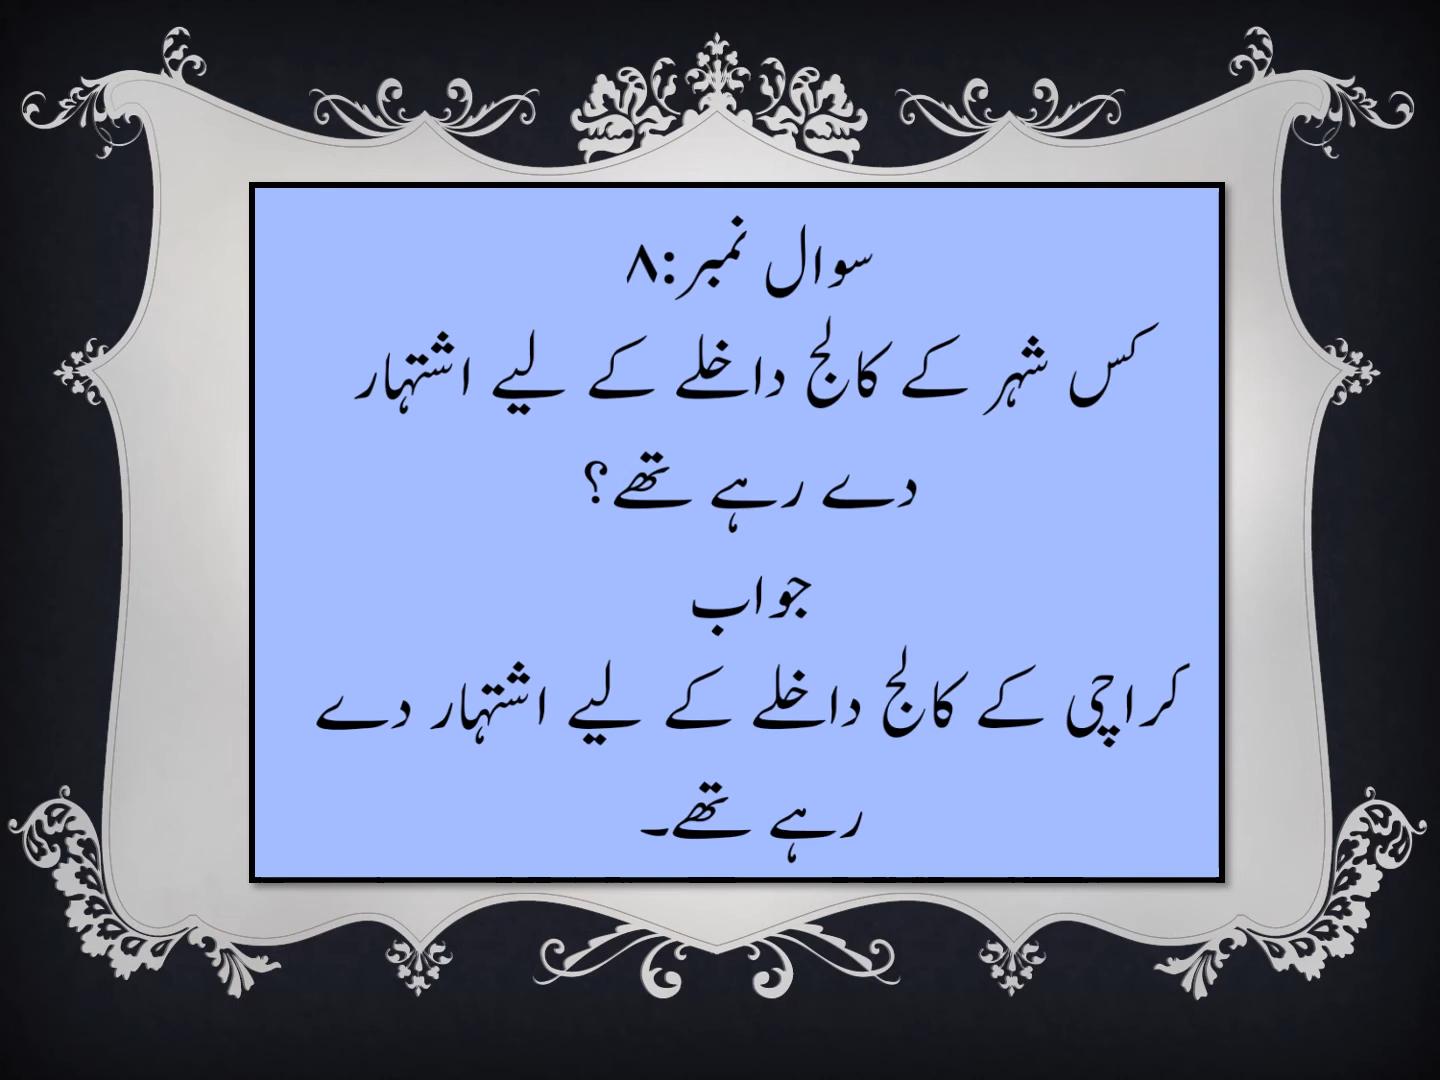 سوال نمبر:۸
کس شہر کے کالج داخلے کے لیے اشتہار
دے رہے تھے؟
جواب
کراچی کے کالج داخلے کے لیے اشتہار دے
رہے تھے۔